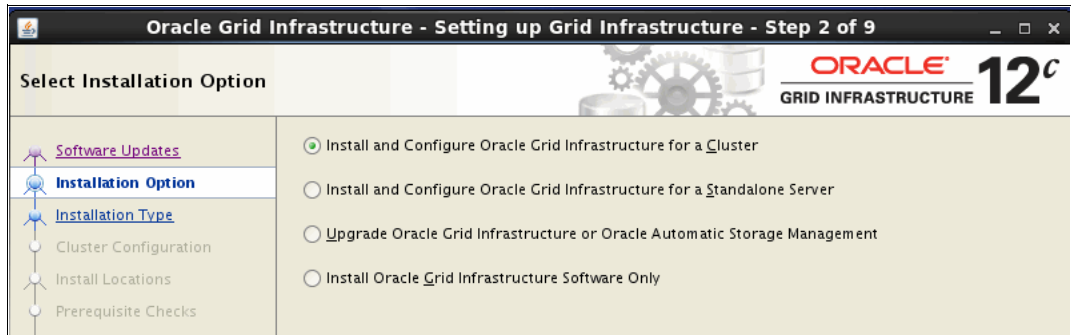 Oracle Grid Infrastructure - Setting up Grid Infrastructure - Step 2 of 9
Select Installation Option
ORACLE
GRID INFRASTRUCTURE
12c
Software Updates
Installation Option
Installation Type
Cluster Configuration
Install Locations
Prerequisite Checks
Install and Configure Oracle Grid Infrastructure for a Cluster
Install and Configure Oracle Grid Infrastructure for a Standalone Server
Upgrade Oracle Grid Infrastructure or Oracle Automatic Storage Management
Install Oracle Grid Infrastructure Software Only